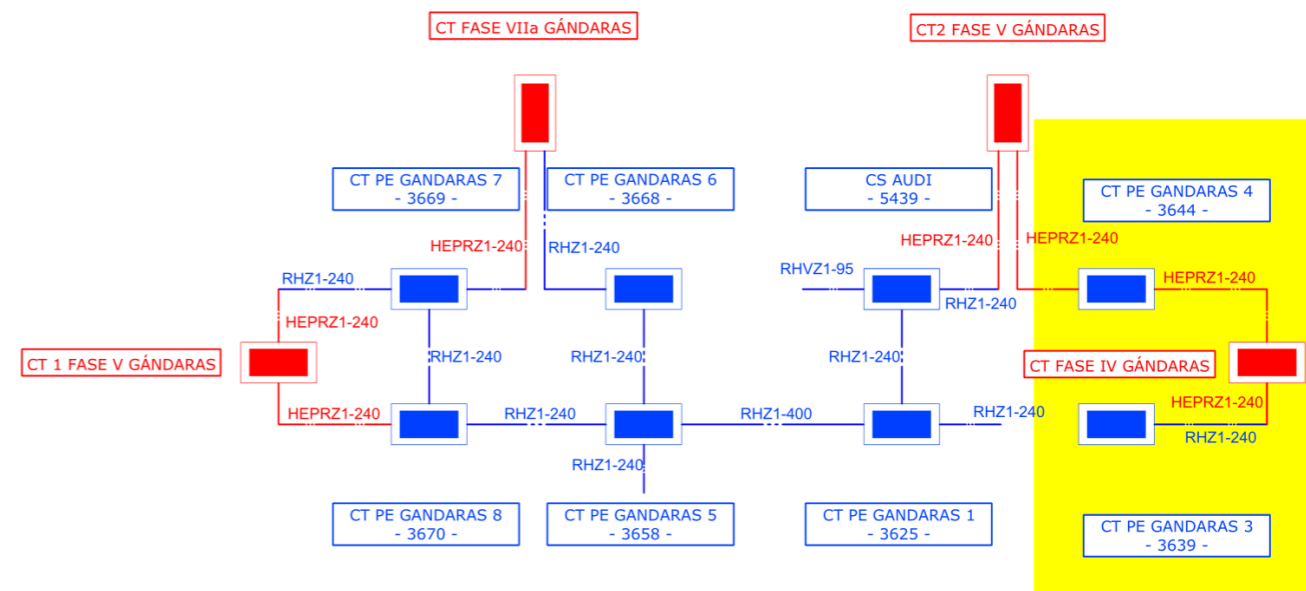 CT FASE VIIa GÁNDARAS
CT2 FASE V GÁNDARAS
CT PE GANDARAS 7
- 3669 -
CT PE GANDARAS 6
- 3668 -
CS AUDI
- 5439 -
CT PE GANDARAS 4
- 3644 -
HEPRZ1-240
RHZ1-240
HEPRZ1-240
HEPRZ1-240
RHZ1-240
RHVZ1-95
RHZ1-240
HEPRZ1-240
HEPRZ1-240
CT 1 FASE V GÁNDARAS
RHZ1-240
RHZ1-240
RHZ1-240
CT FASE IV GÁNDARAS
HEPRZ1-240
RHZ1-240
RHZ1-400
RHZ1-240
HEPRZ1-240
RHZ1-240
RHZ1-240
CT PE GANDARAS 8
- 3670 -
CT PE GANDARAS 5
- 3658 -
CT PE GANDARAS 1
- 3625 -
CT PE GANDARAS 3
- 3639 -